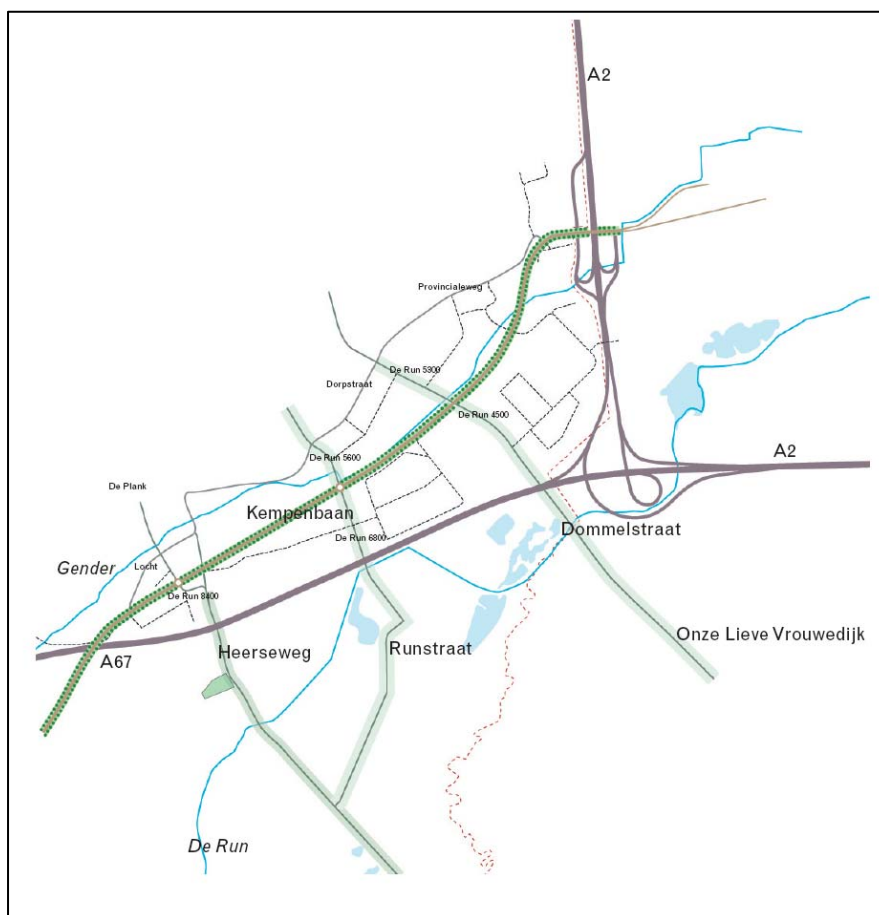 A2
Provincialeweg
De Run 5300
Dorpstraat
De Run 4500
A2
De Run 5600
De Plank
Kempenbaan
Dommelstraat
De Run 6800
Gender
Locht
De Run 8400
Onze Lieve Vrouwedijk
Heerseweg
Runstraat
A67
De Run